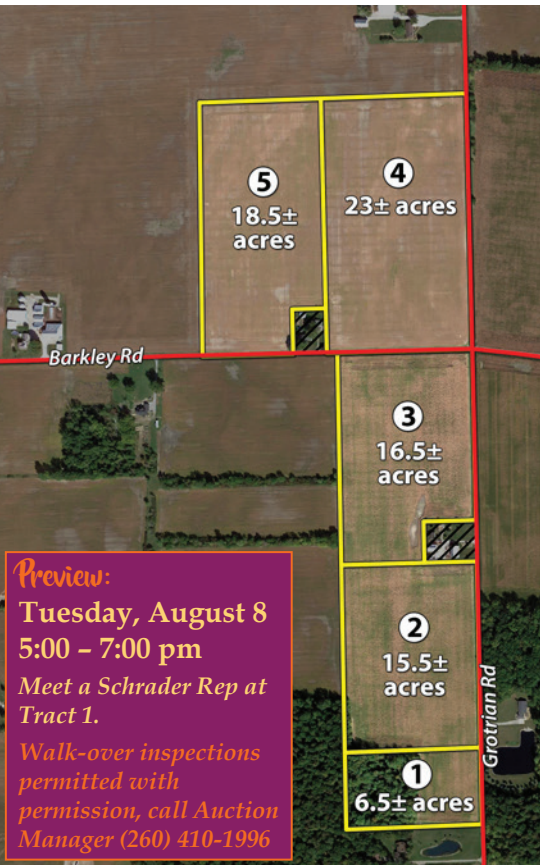 5
18.5±
acres
4
23± acres
Barkley Rd
3
16.5±
acres
2
15.5±
acres
Grotrian Rd
1
6.5± acres
Preview:
Tuesday, August 8
5:00 – 7:00 pm
Meet a Schrader Rep at
Tract 1.
Walk-over inspections
permitted with
permission, call Auction
Manager (260) 410-1996